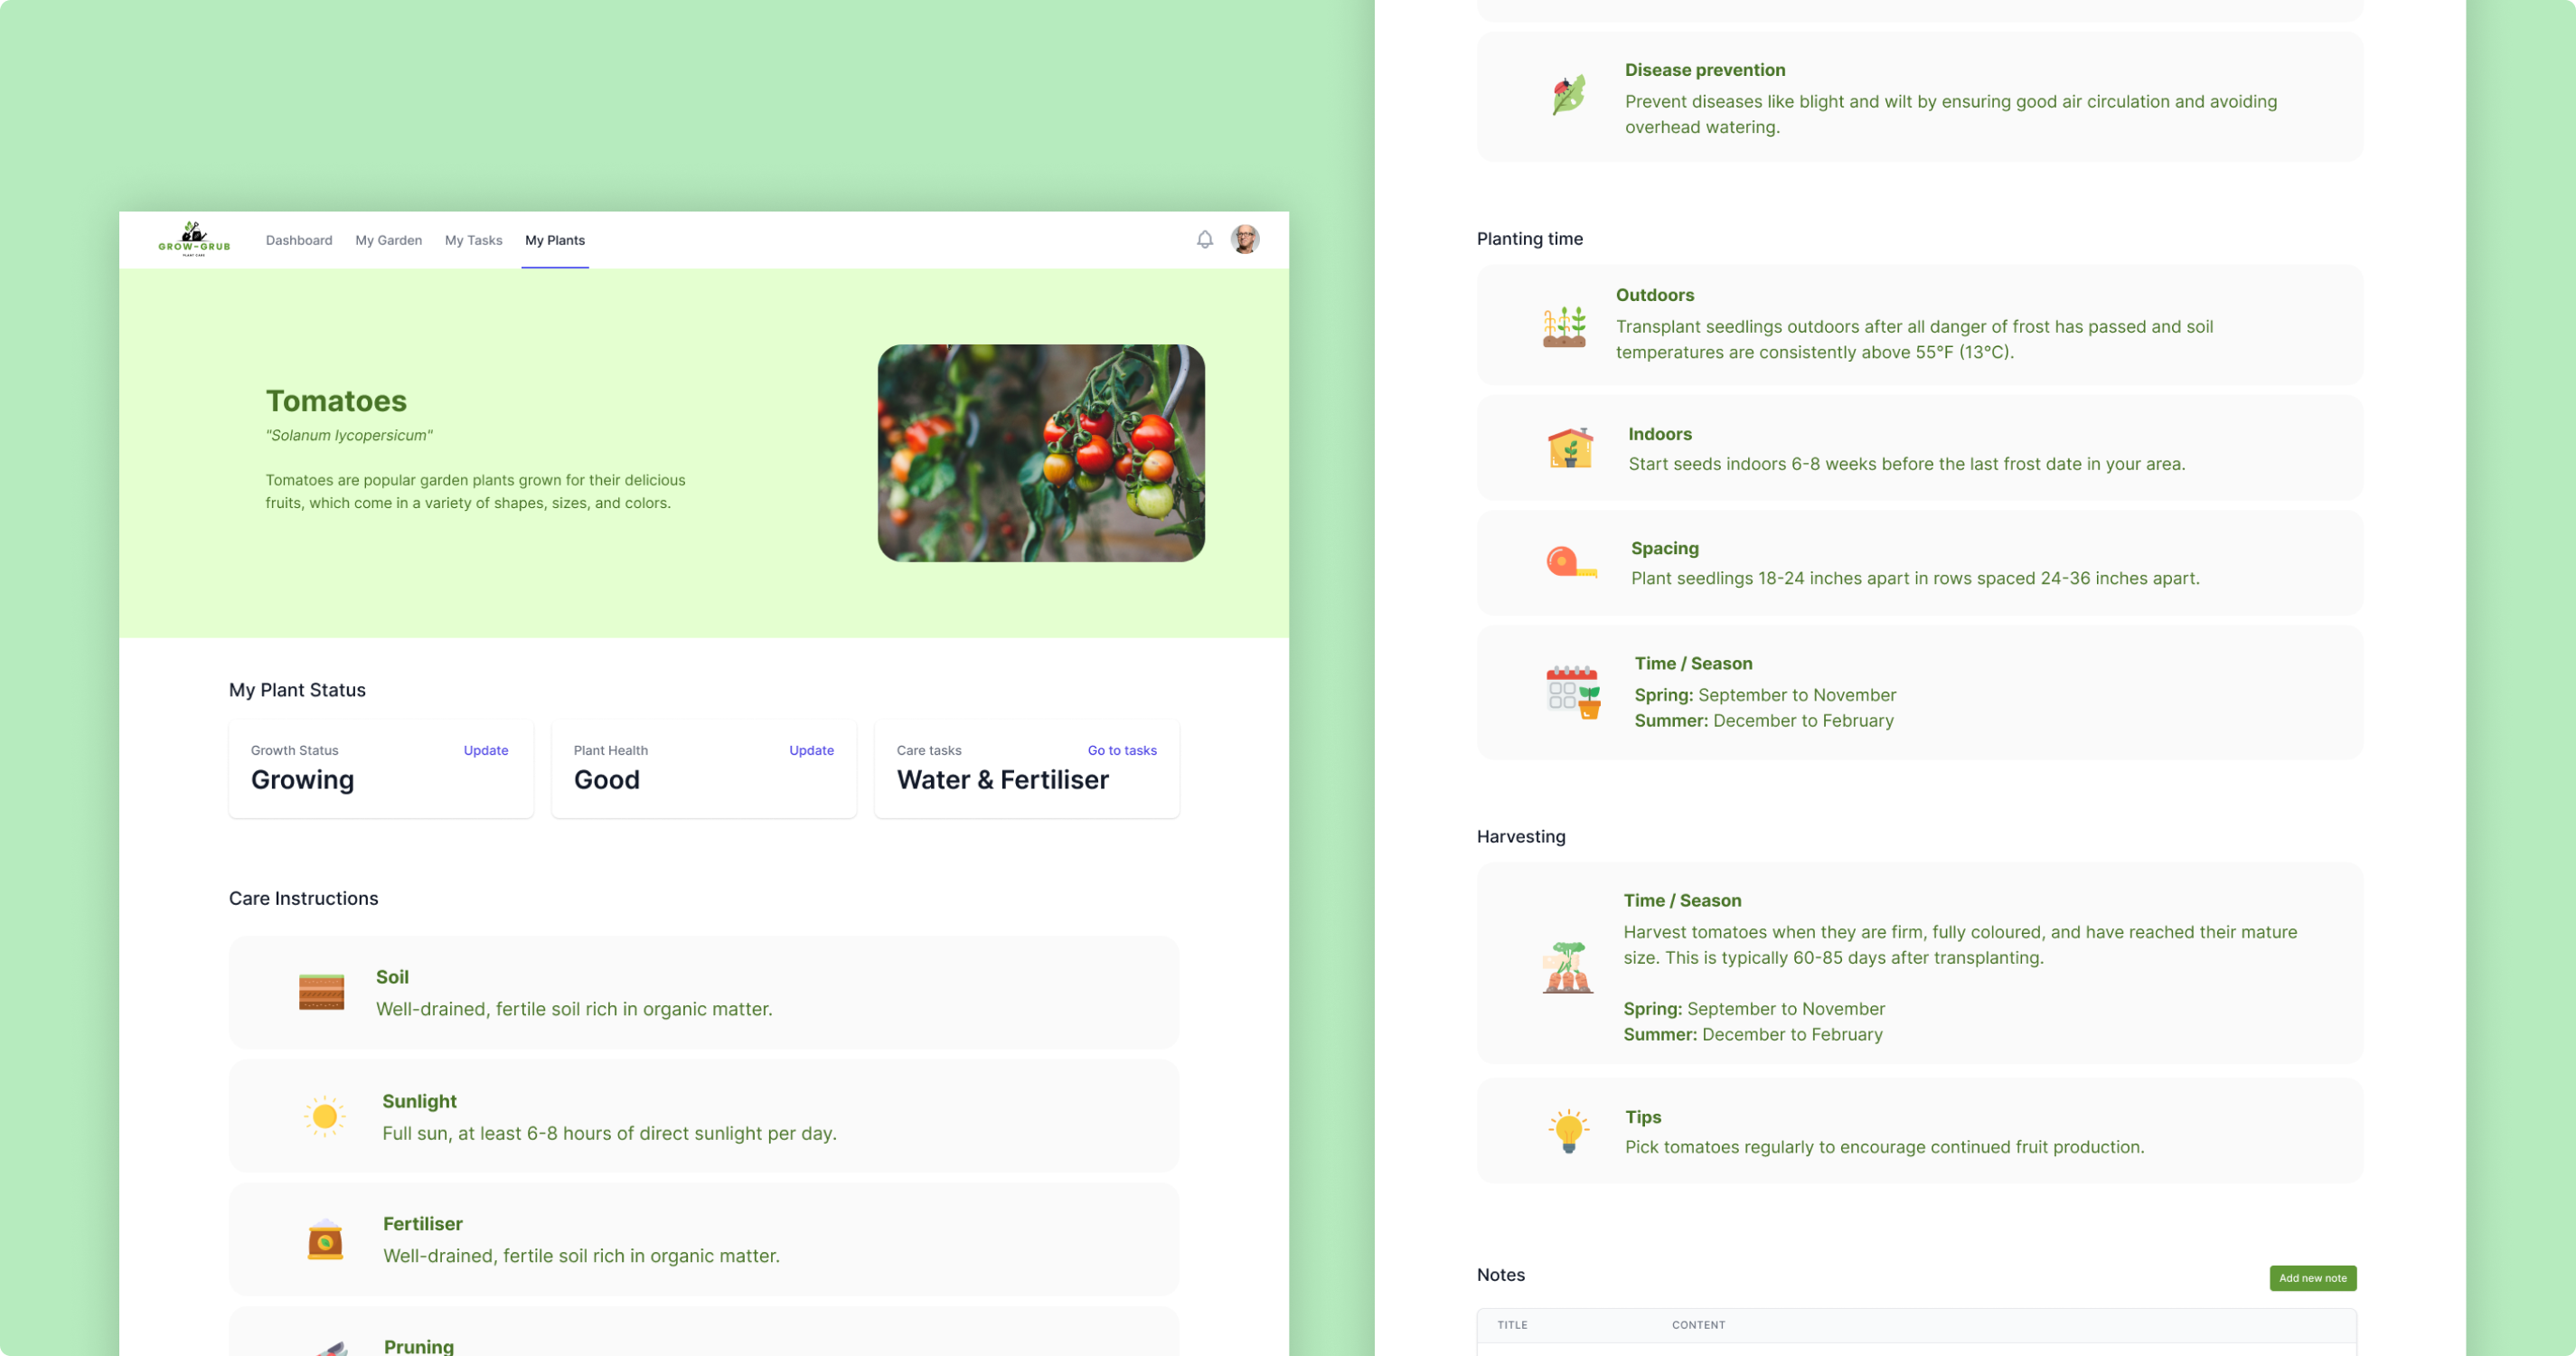 GROW-GRUB
PLANT CARE
Dashboard
My Garden
My Tasks
My Plants
Tomatoes
"Solanum lycopersicum"
Tomatoes are popular garden plants grown for their delicious
fruits, which come in a variety of shapes, sizes, and colors.
My Plant Status
Growth Status
Update
Growing
Plant Health
Update
Good
Care tasks
Go to tasks
Water & Fertiliser
Care Instructions
Soil
Well-drained, fertile soil rich in organic matter.
Sunlight
Full sun, at least 6-8 hours of direct sunlight per day.
Fertiliser
Well-drained, fertile soil rich in organic matter.
Pruning
Disease prevention
Prevent diseases like blight and wilt by ensuring good air circulation and avoiding
overhead watering.
Planting time
Outdoors
Transplant seedlings outdoors after all danger of frost has passed and soil
temperatures are consistently above 55°F (13°C).
Indoors
Start seeds indoors 6-8 weeks before the last frost date in your area.
Spacing
Plant seedlings 18-24 inches apart in rows spaced 24-36 inches apart.
Time / Season
Spring: September to November
Summer: December to February
Harvesting
Time / Season
Harvest tomatoes when they are firm, fully coloured, and have reached their mature
size. This is typically 60-85 days after transplanting.
Spring: September to November
Summer: December to February
Tips
Pick tomatoes regularly to encourage continued fruit production.
Notes
Add new note
TITLE
CONTENT